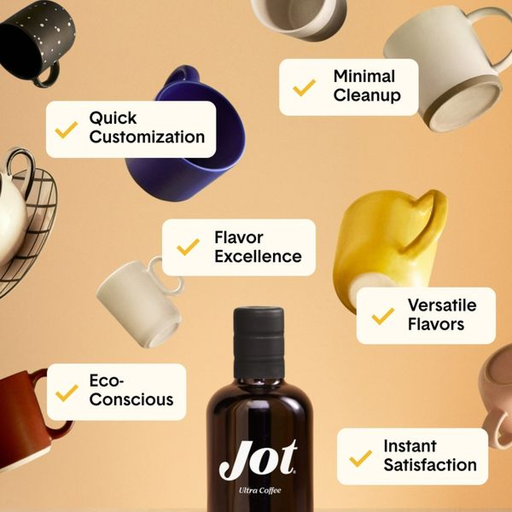 Minimal
Cleanup
Quick
Customization
Flavor
Excellence
Versatile
Flavors
Eco-
Conscious
Instant
Satisfaction
Jot
Ultra Coffee